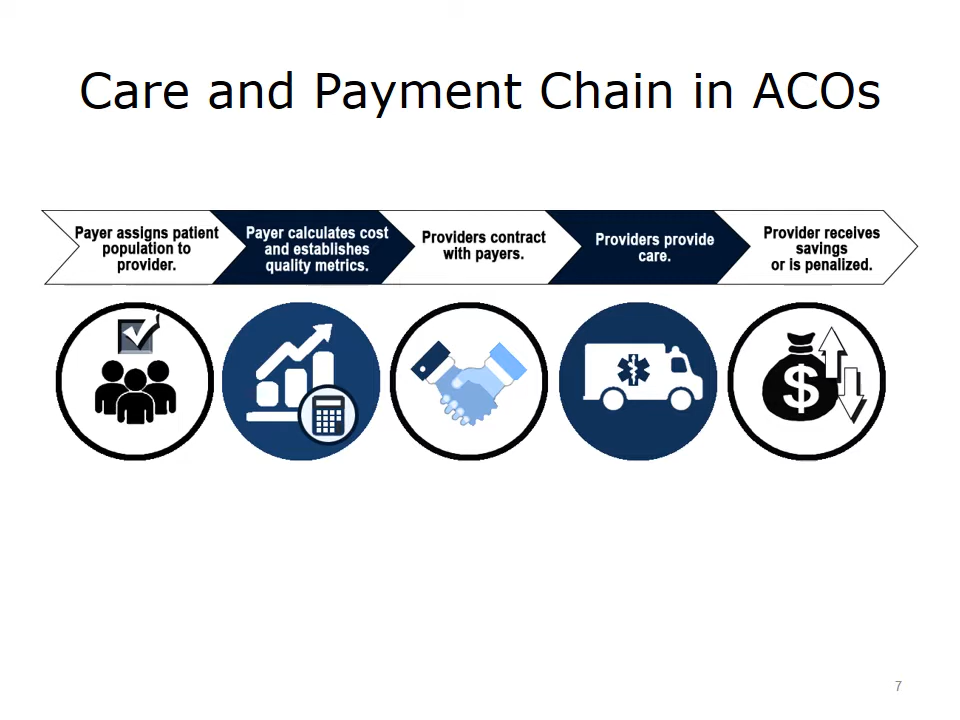 Care and Payment Chain in ACOs
Payer assigns patient
population to
provider.
Payer calculates cost
and establishes
quality metrics.
Providers contract
with payers.
Providers provide
care.
Provider receives
savings
or is penalized.
$
7